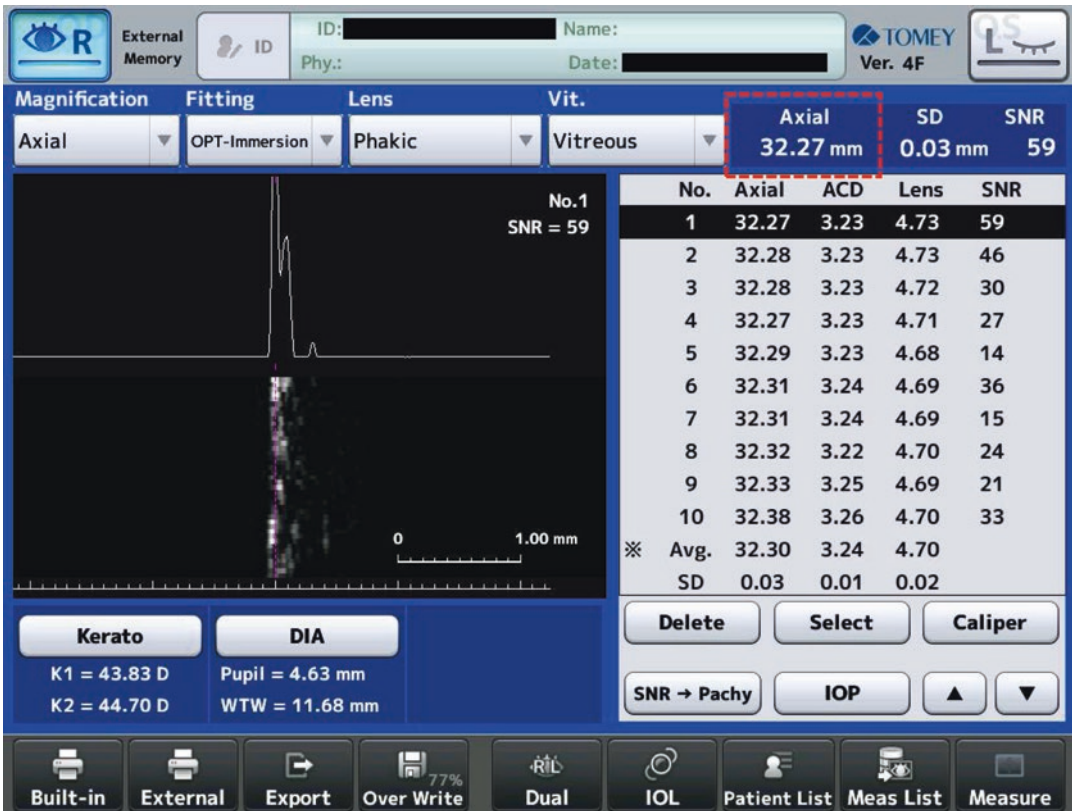 R
External Memory
ID
ID:
Name:
Phy.:
Date:
TOMEY
Ver. 4F
QS
L
Magnification
Fitting
Lens
Vit.
Axial
OPT-Immersion
Phakic
Vitreous
Axial
SD
SNR
32.27 mm
0.03 mm
59
No.1
SNR = 59
0
1.00 mm
No. Axial ACD Lens SNR
1 32.27 3.23 4.73 59
2 32.28 3.23 4.73 46
3 32.28 3.23 4.72 30
4 32.27 3.23 4.71 27
5 32.29 3.23 4.68 14
6 32.31 3.24 4.69 36
7 32.31 3.24 4.69 15
8 32.32 3.22 4.70 24
9 32.33 3.25 4.69 21
10 32.38 3.26 4.70 33
※ Avg. 32.30 3.24 4.70
SD 0.03 0.01 0.02
Kerato
DIA
K1 = 43.83 D
Pupil = 4.63 mm
K2 = 44.70 D
WTW = 11.68 mm
Delete
Select
Caliper
SNR → Pachy
IOP
▲
▼
Built-in
External
Export
77%
Over Write
RIL
Dual
IOL
Patient List
Meas List
Measure